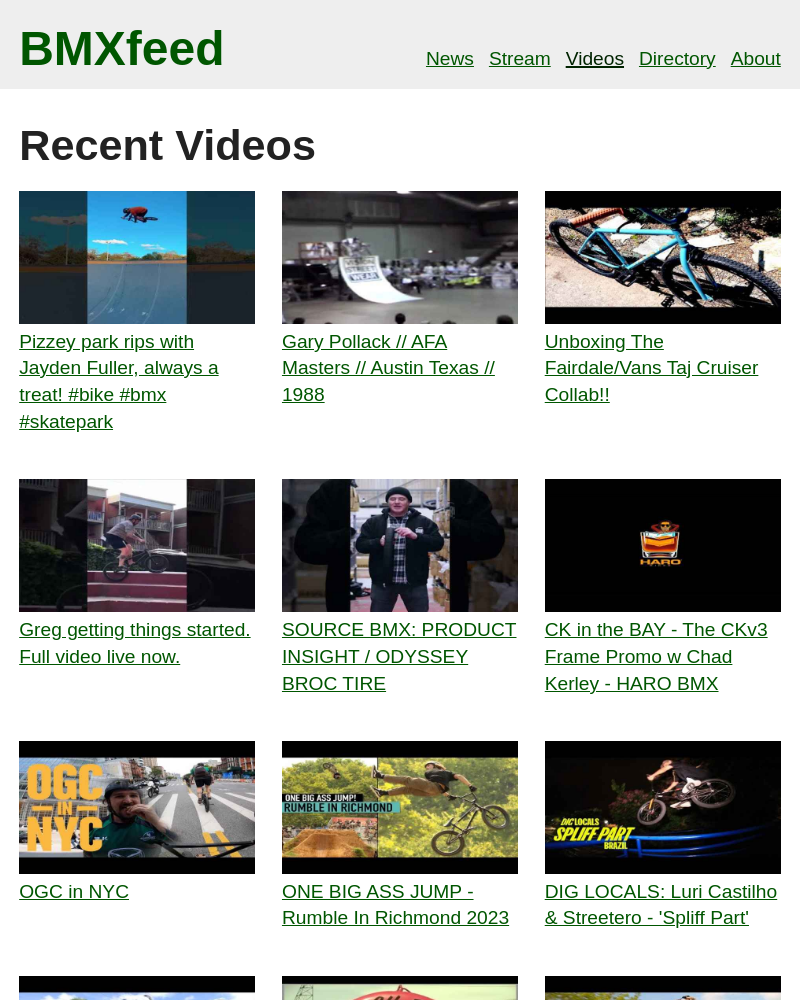 BMXfeed
News Stream Videos Directory About
Recent Videos
Pizzey park rips with
Jayden Fuller, always a
treat! #bike #bmx
#skatepark
Gary Pollack // AFA
Masters // Austin Texas //
1988
Unboxing The
Fairdale/Vans Taj Cruiser
Collab!!
Greg getting things started.
Full video live now.
SOURCE BMX: PRODUCT
INSIGHT / ODYSSEY
BROC TIRE
HARO
CK in the BAY - The CKv3
Frame Promo w Chad
Kerley - HARO BMX
OGC
IN
NYC
OGC in NYC
ONE BIG ASS JUMP!
RUMBLE IN RICHMOND
ONE BIG ASS JUMP -
Rumble In Richmond 2023
DIG LOCALS
SPLIFF PART
BRAZIL
DIG LOCALS: Luri Castilho
& Streetero - 'Spliff Part'